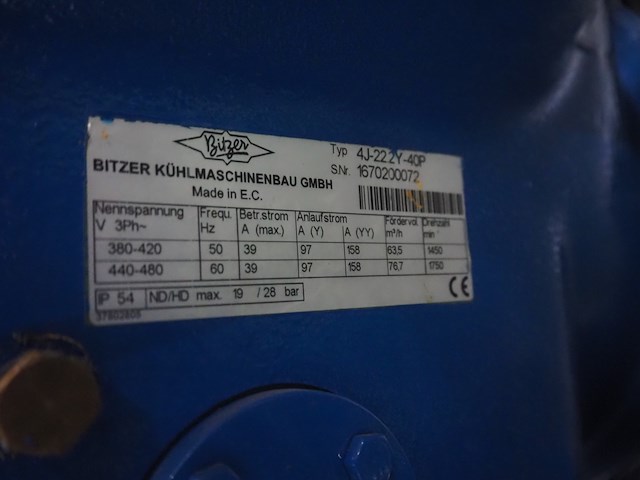 Bitzer
Typ 4J-22.2Y-40P
BITZER KÜHLMASCHINENBAU GMBH
S.Nr. 1670200072
Made in E.C.
Nennspannung Frequ. Betr.strom Anlaufstrom Fördervol. Drehzahl
V 3Ph~ Hz A (max.) A (Y) A (YY) m³/h min⁻
380-420 50 39 97 158 63,5 1450
440-480 60 39 97 158 76,7 1750
IP 54 ND/HD max. 19 / 28 bar
CE
37802605